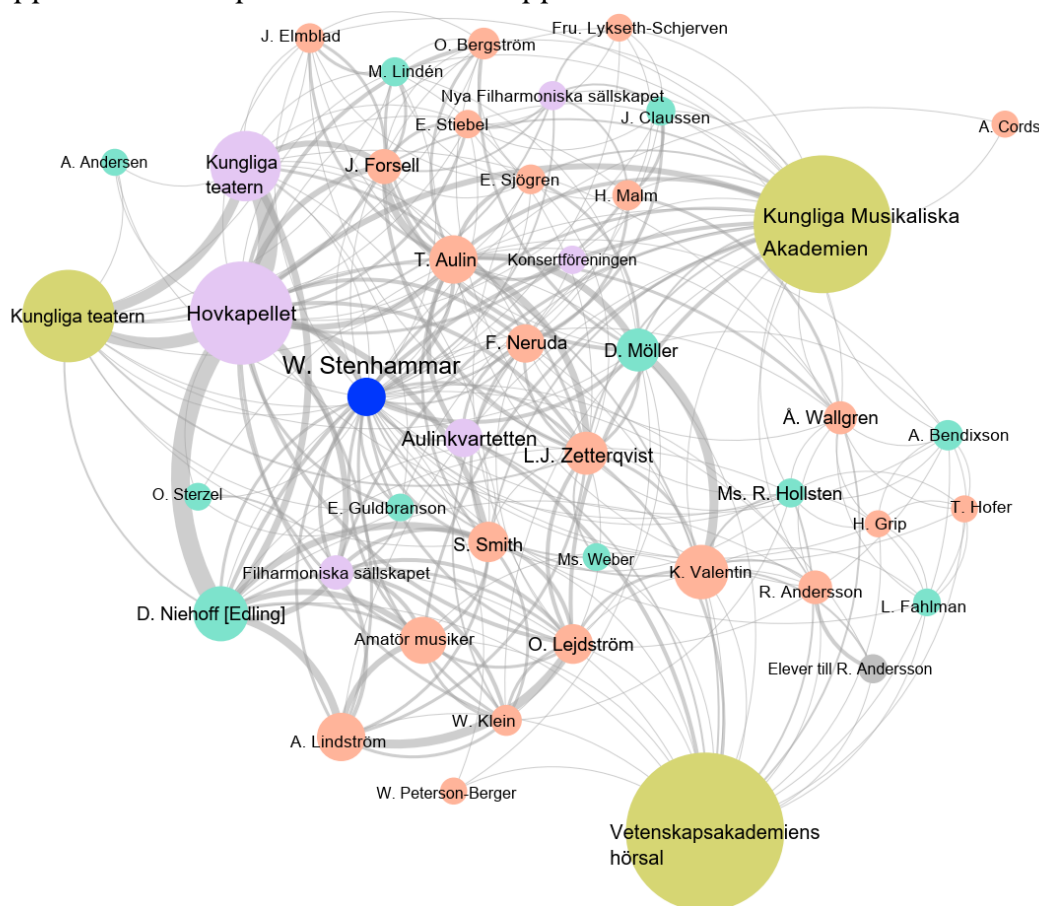 J. Elmblad
Fru. Lykseth-Schjerven
O. Bergström
M. Lindén
Nya Filharmoniska sällskapet
J. Claussen
E. Stiebel
A. Cords
A. Andersen
Kungliga
teatern
J. Forsell
E. Sjögren
H. Malm
Kungliga Musikaliska
Akademien
T. Aulin
Konsertföreningen
Kungliga teatern
Hovkapellet
F. Neruda
D. Möller
W. Stenhammar
Å. Wallgren
A. Bendixson
Aulinkvartetten
L.J. Zetterqvist
O. Sterzel
E. Guldbranson
Ms. R. Hollsten
T. Hofer
H. Grip
S. Smith
Ms. Weber
Filharmoniska sällskapet
K. Valentin
R. Andersson
L. Fahlman
D. Niehoff [Edling]
Amatör musiker
O. Lejdström
Elever till R. Andersson
A. Lindström
W. Klein
W. Peterson-Berger
Vetenskapsakademiens
hörsal